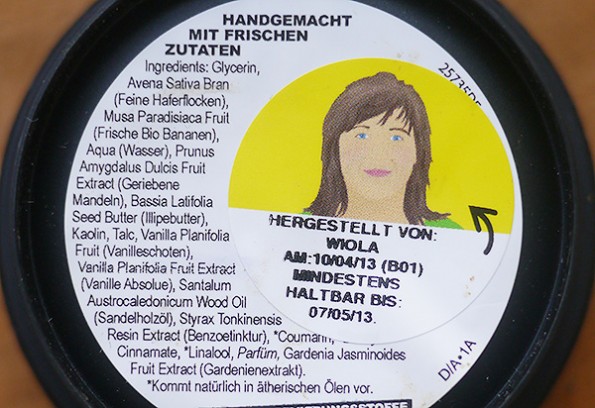 HANDGEMACHT
MIT FRISCHEN
ZUTATEN
Ingredients: Glycerin,
Avena Sativa Bran
(Feine Haferflocken),
Musa Paradisiaca Fruit
(Frische Bio Bananen),
Aqua (Wasser), Prunus
Amygdalus Dulcis Fruit
Extract (Geriebene
Mandeln), Bassia Latifolia
Seed Butter (Illipebutter),
Kaolin, Talc, Vanilla Planifolia
Fruit (Vanilleschoten),
Vanilla Planifolia Fruit Extract
(Vanille Absolue), Santalum
Austrocaledonicum Wood Oil
(Sandelholzöl), Styrax Tonkinensis
Resin Extract (Benzoetinktur), *Coumarin,
Cinnamate, *Linalool, Parfüm, Gardenia Jasminoides
Fruit Extract (Gardenienextrakt).
*Kommt natürlich in ätherischen Ölen vor.
HERGESTELLT VON:
WIOLA
AM:10/04/13 (B01)
MINDESTENS
HALTBAR BIS:
07/05/13.
D/A•1A